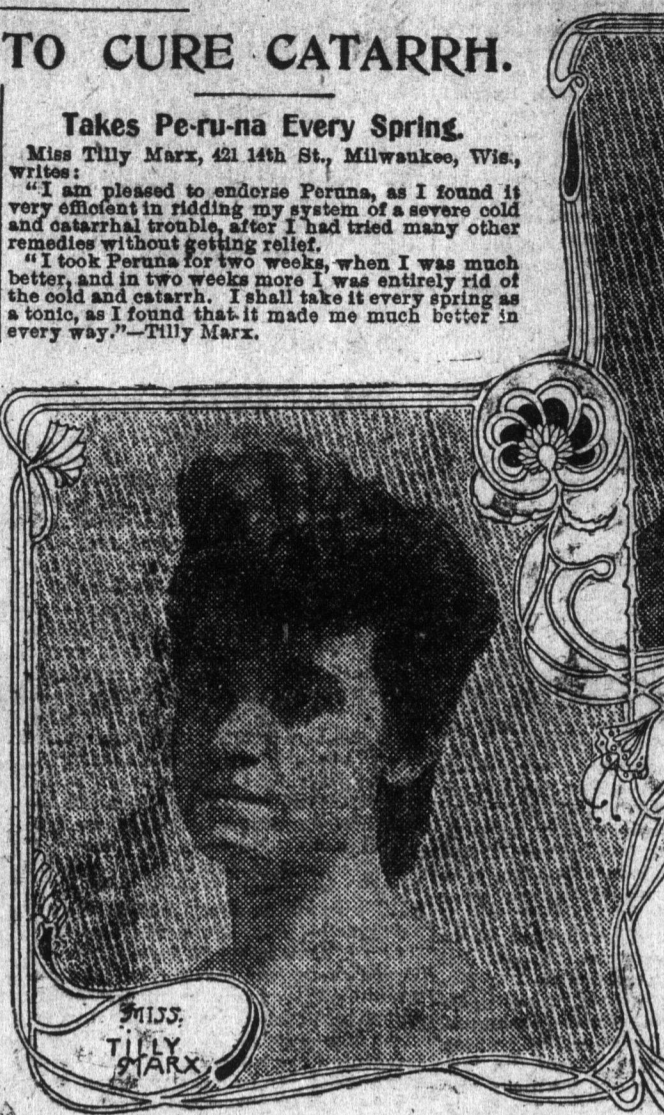 TO CURE CATARRH.
Takes Pe-ru-na Every Spring.
Miss Tilly Marx, 421 14th St., Milwaukee, Wis.,
writes:
"I am pleased to endorse Peruna, as I found it
very efficient in ridding my system of a severe cold
and catarrhal trouble, after I had tried many other
remedies without getting relief.
"I took Peruna for two weeks, when I was much
better, and in two weeks more I was entirely rid of
the cold and catarrh. I shall take it every spring as
a tonic, as I found that it made me much better in
every way."—Tilly Marx.
MISS.
TILLY
MARX